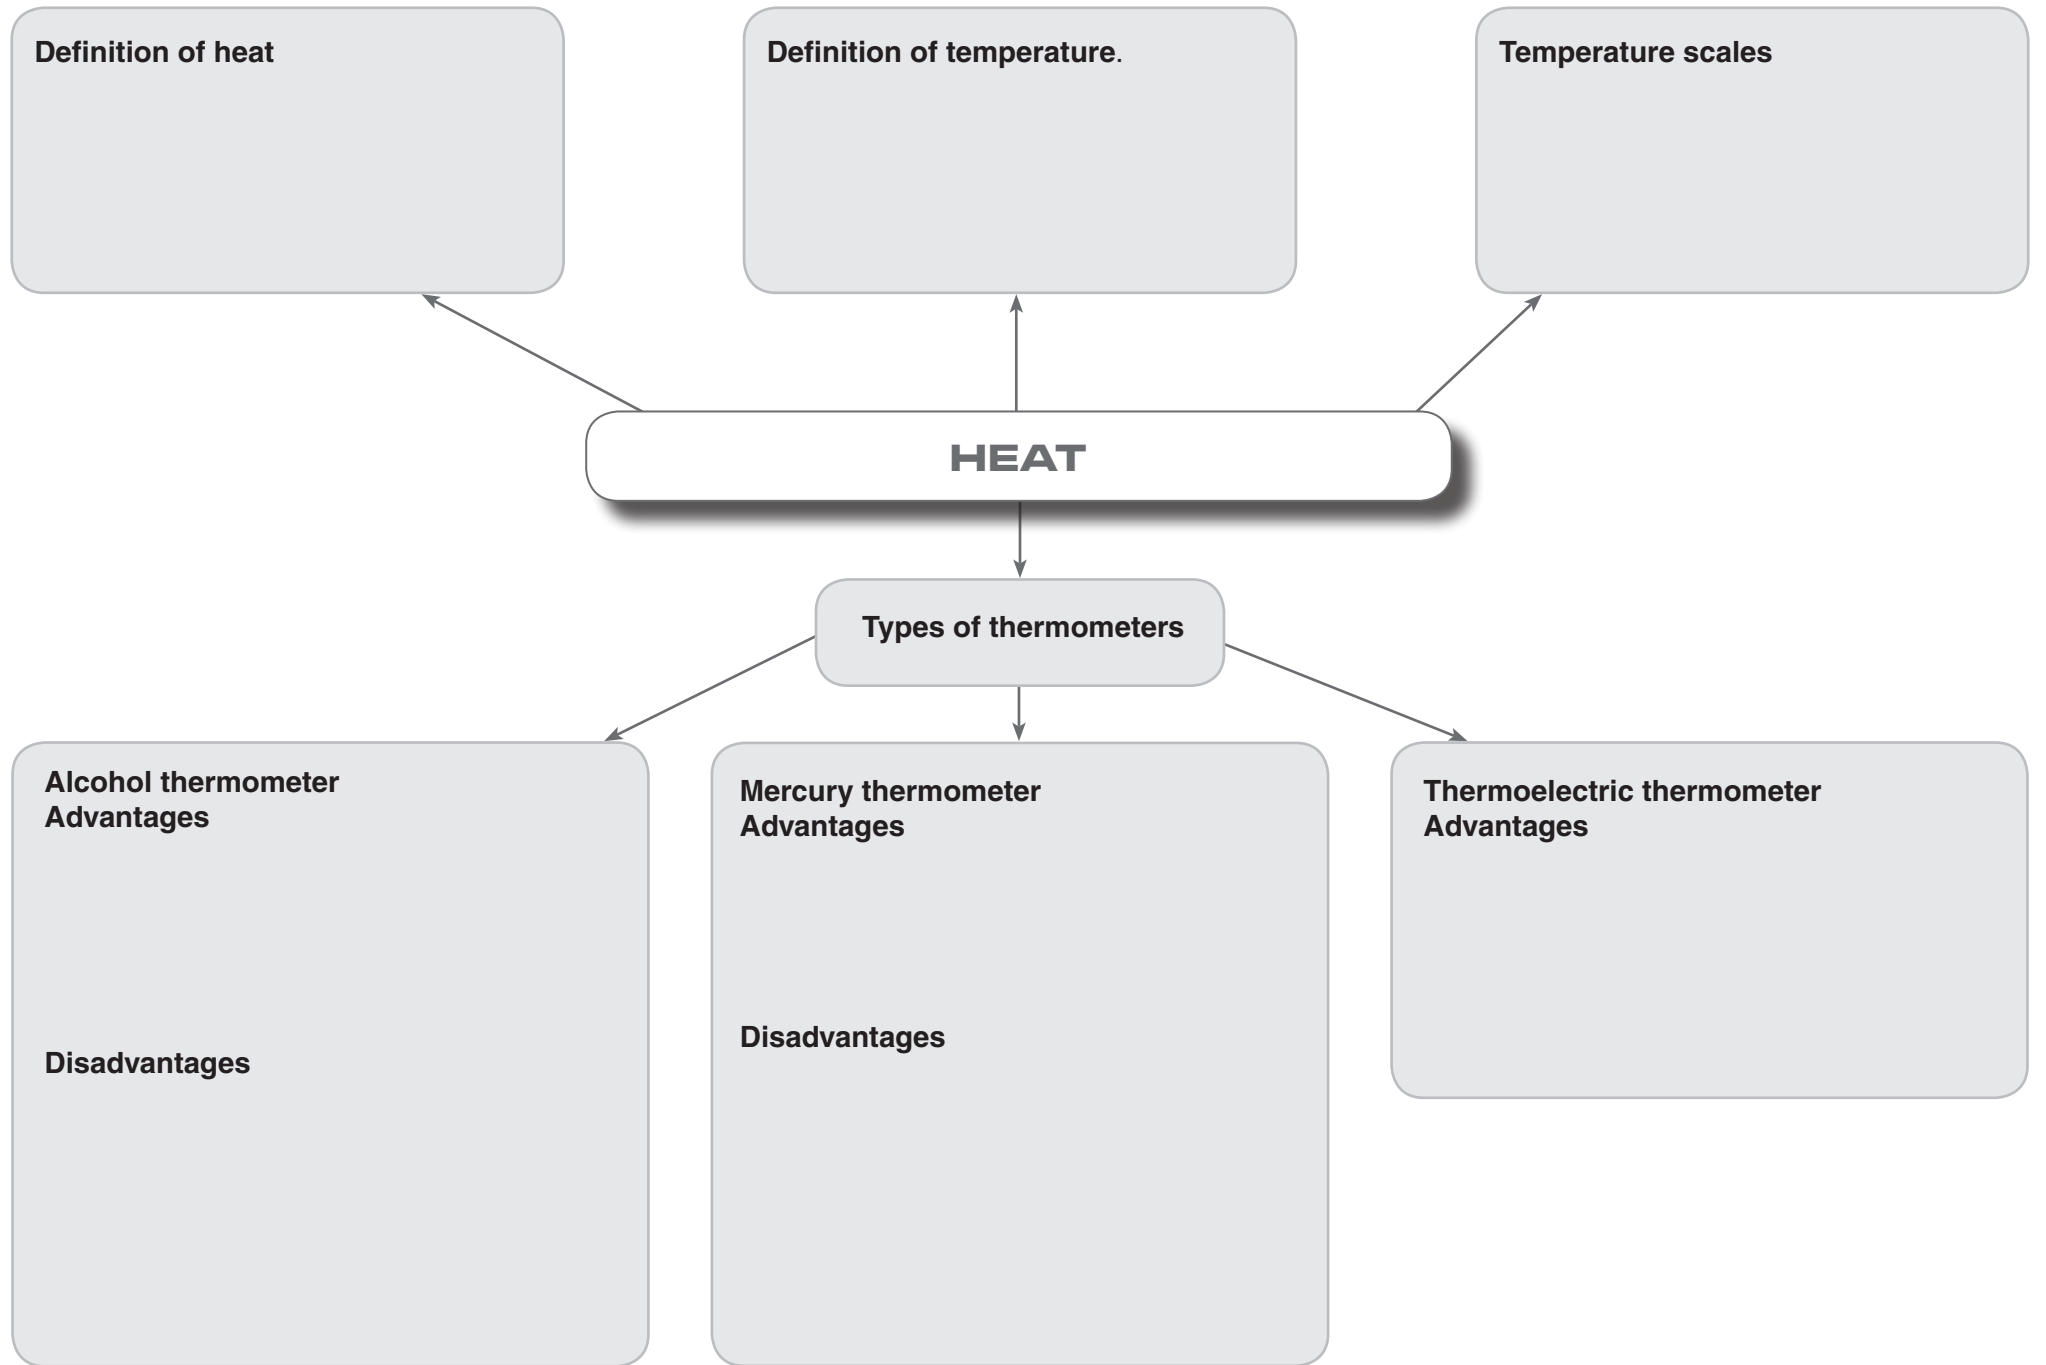 Definition of heat
Definition of temperature.
Temperature scales
HEAT
Types of thermometers
Alcohol thermometer
Advantages
Disadvantages
Mercury thermometer
Advantages
Disadvantages
Thermoelectric thermometer
Advantages